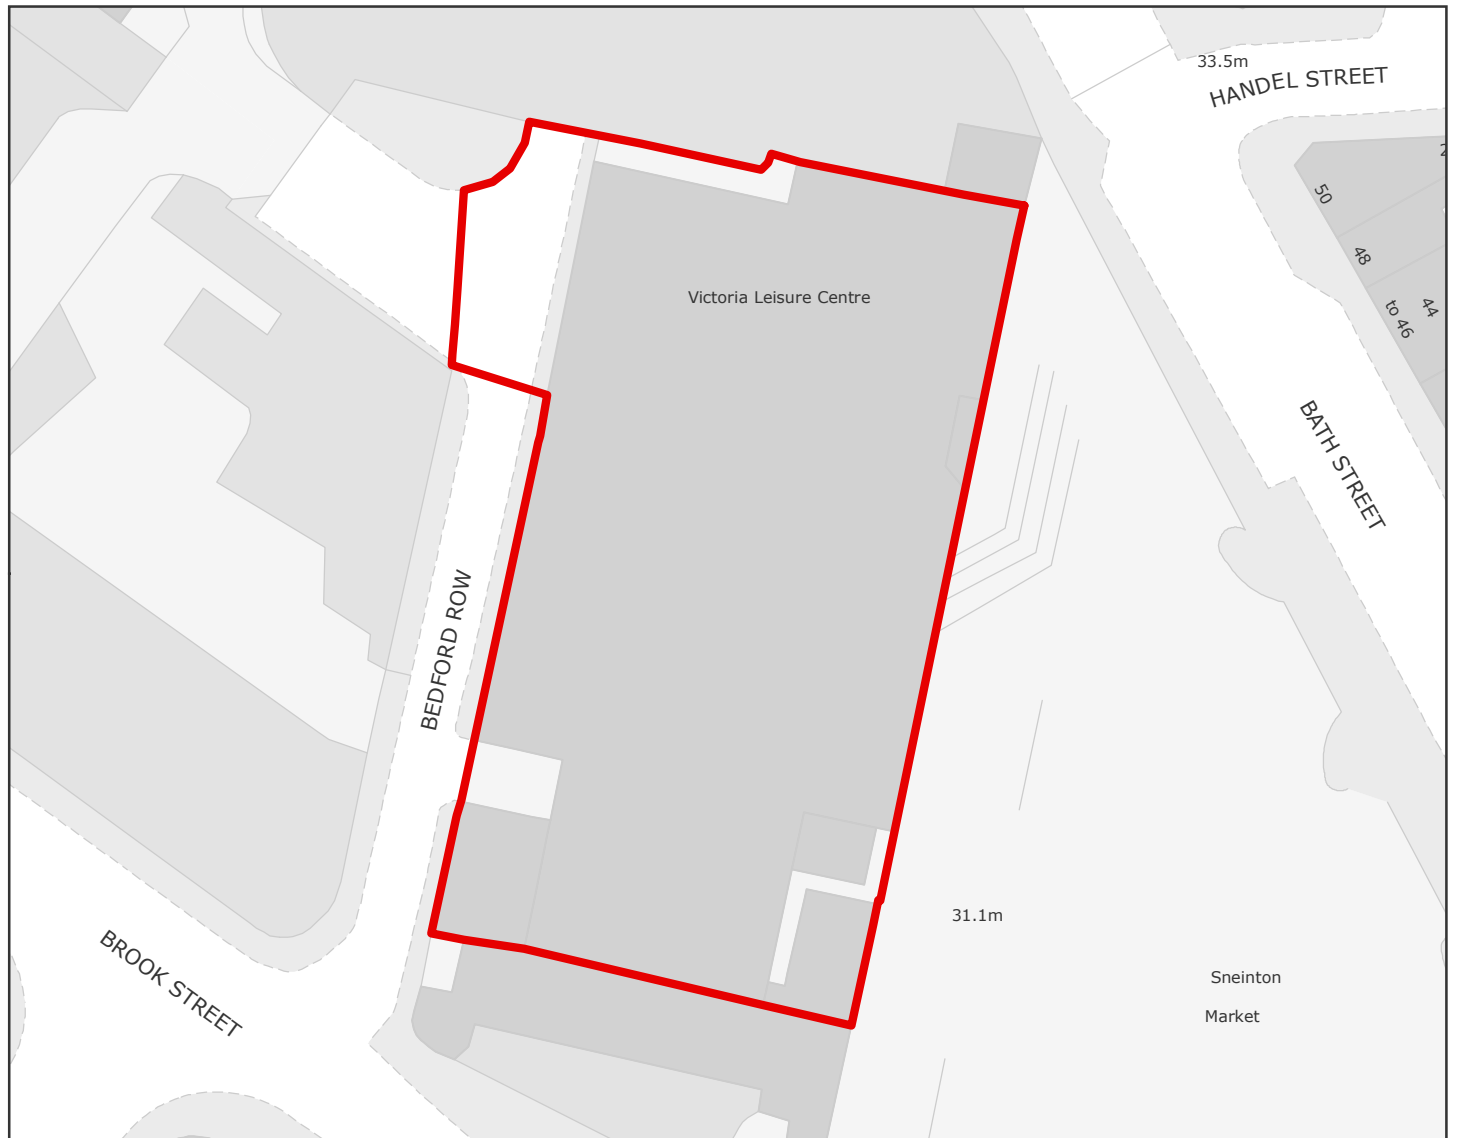 33.5m
HANDEL STREET
2
50
48
to 46
44
Victoria Leisure Centre
BATH STREET
BEDFORD ROW
31.1m
BROOK STREET
Sneinton
Market